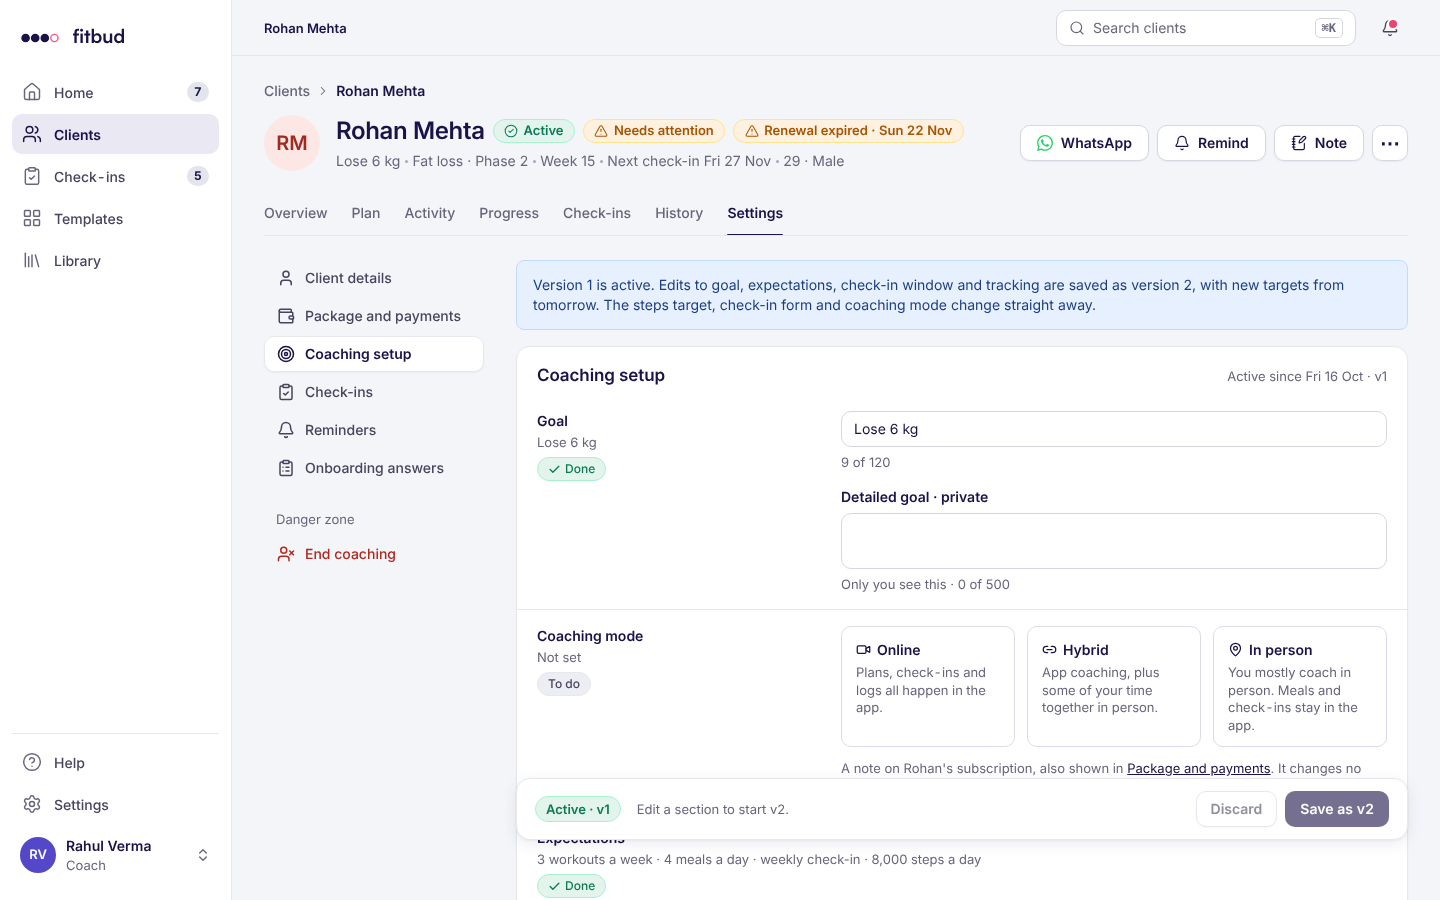 fitbud
Rohan Mehta
Search clients
⌘K
Home
7
Clients
Check-ins
5
Templates
Library
Clients > Rohan Mehta
RM
Rohan Mehta
Active
Needs attention
Renewal expired · Sun 22 Nov
Lose 6 kg · Fat loss · Phase 2 · Week 15 · Next check-in Fri 27 Nov · 29 · Male
WhatsApp
Remind
Note
Overview
Plan
Activity
Progress
Check-ins
History
Settings
Client details
Package and payments
Coaching setup
Check-ins
Reminders
Onboarding answers
Danger zone
End coaching
Version 1 is active. Edits to goal, expectations, check-in window and tracking are saved as version 2, with new targets from
tomorrow. The steps target, check-in form and coaching mode change straight away.
Coaching setup
Active since Fri 16 Oct · v1
Goal
Lose 6 kg
Done
Lose 6 kg
9 of 120
Detailed goal · private
Only you see this · 0 of 500
Coaching mode
Not set
To do
Online
Plans, check-ins and
logs all happen in the
app.
Hybrid
App coaching, plus
some of your time
together in person.
In person
You mostly coach in
person. Meals and
check-ins stay in the
app.
A note on Rohan's subscription, also shown in Package and payments. It changes no
Active · v1
Edit a section to start v2.
Discard
Save as v2
Expectations
3 workouts a week · 4 meals a day · weekly check-in · 8,000 steps a day
Done
Help
Settings
RV
Rahul Verma
Coach